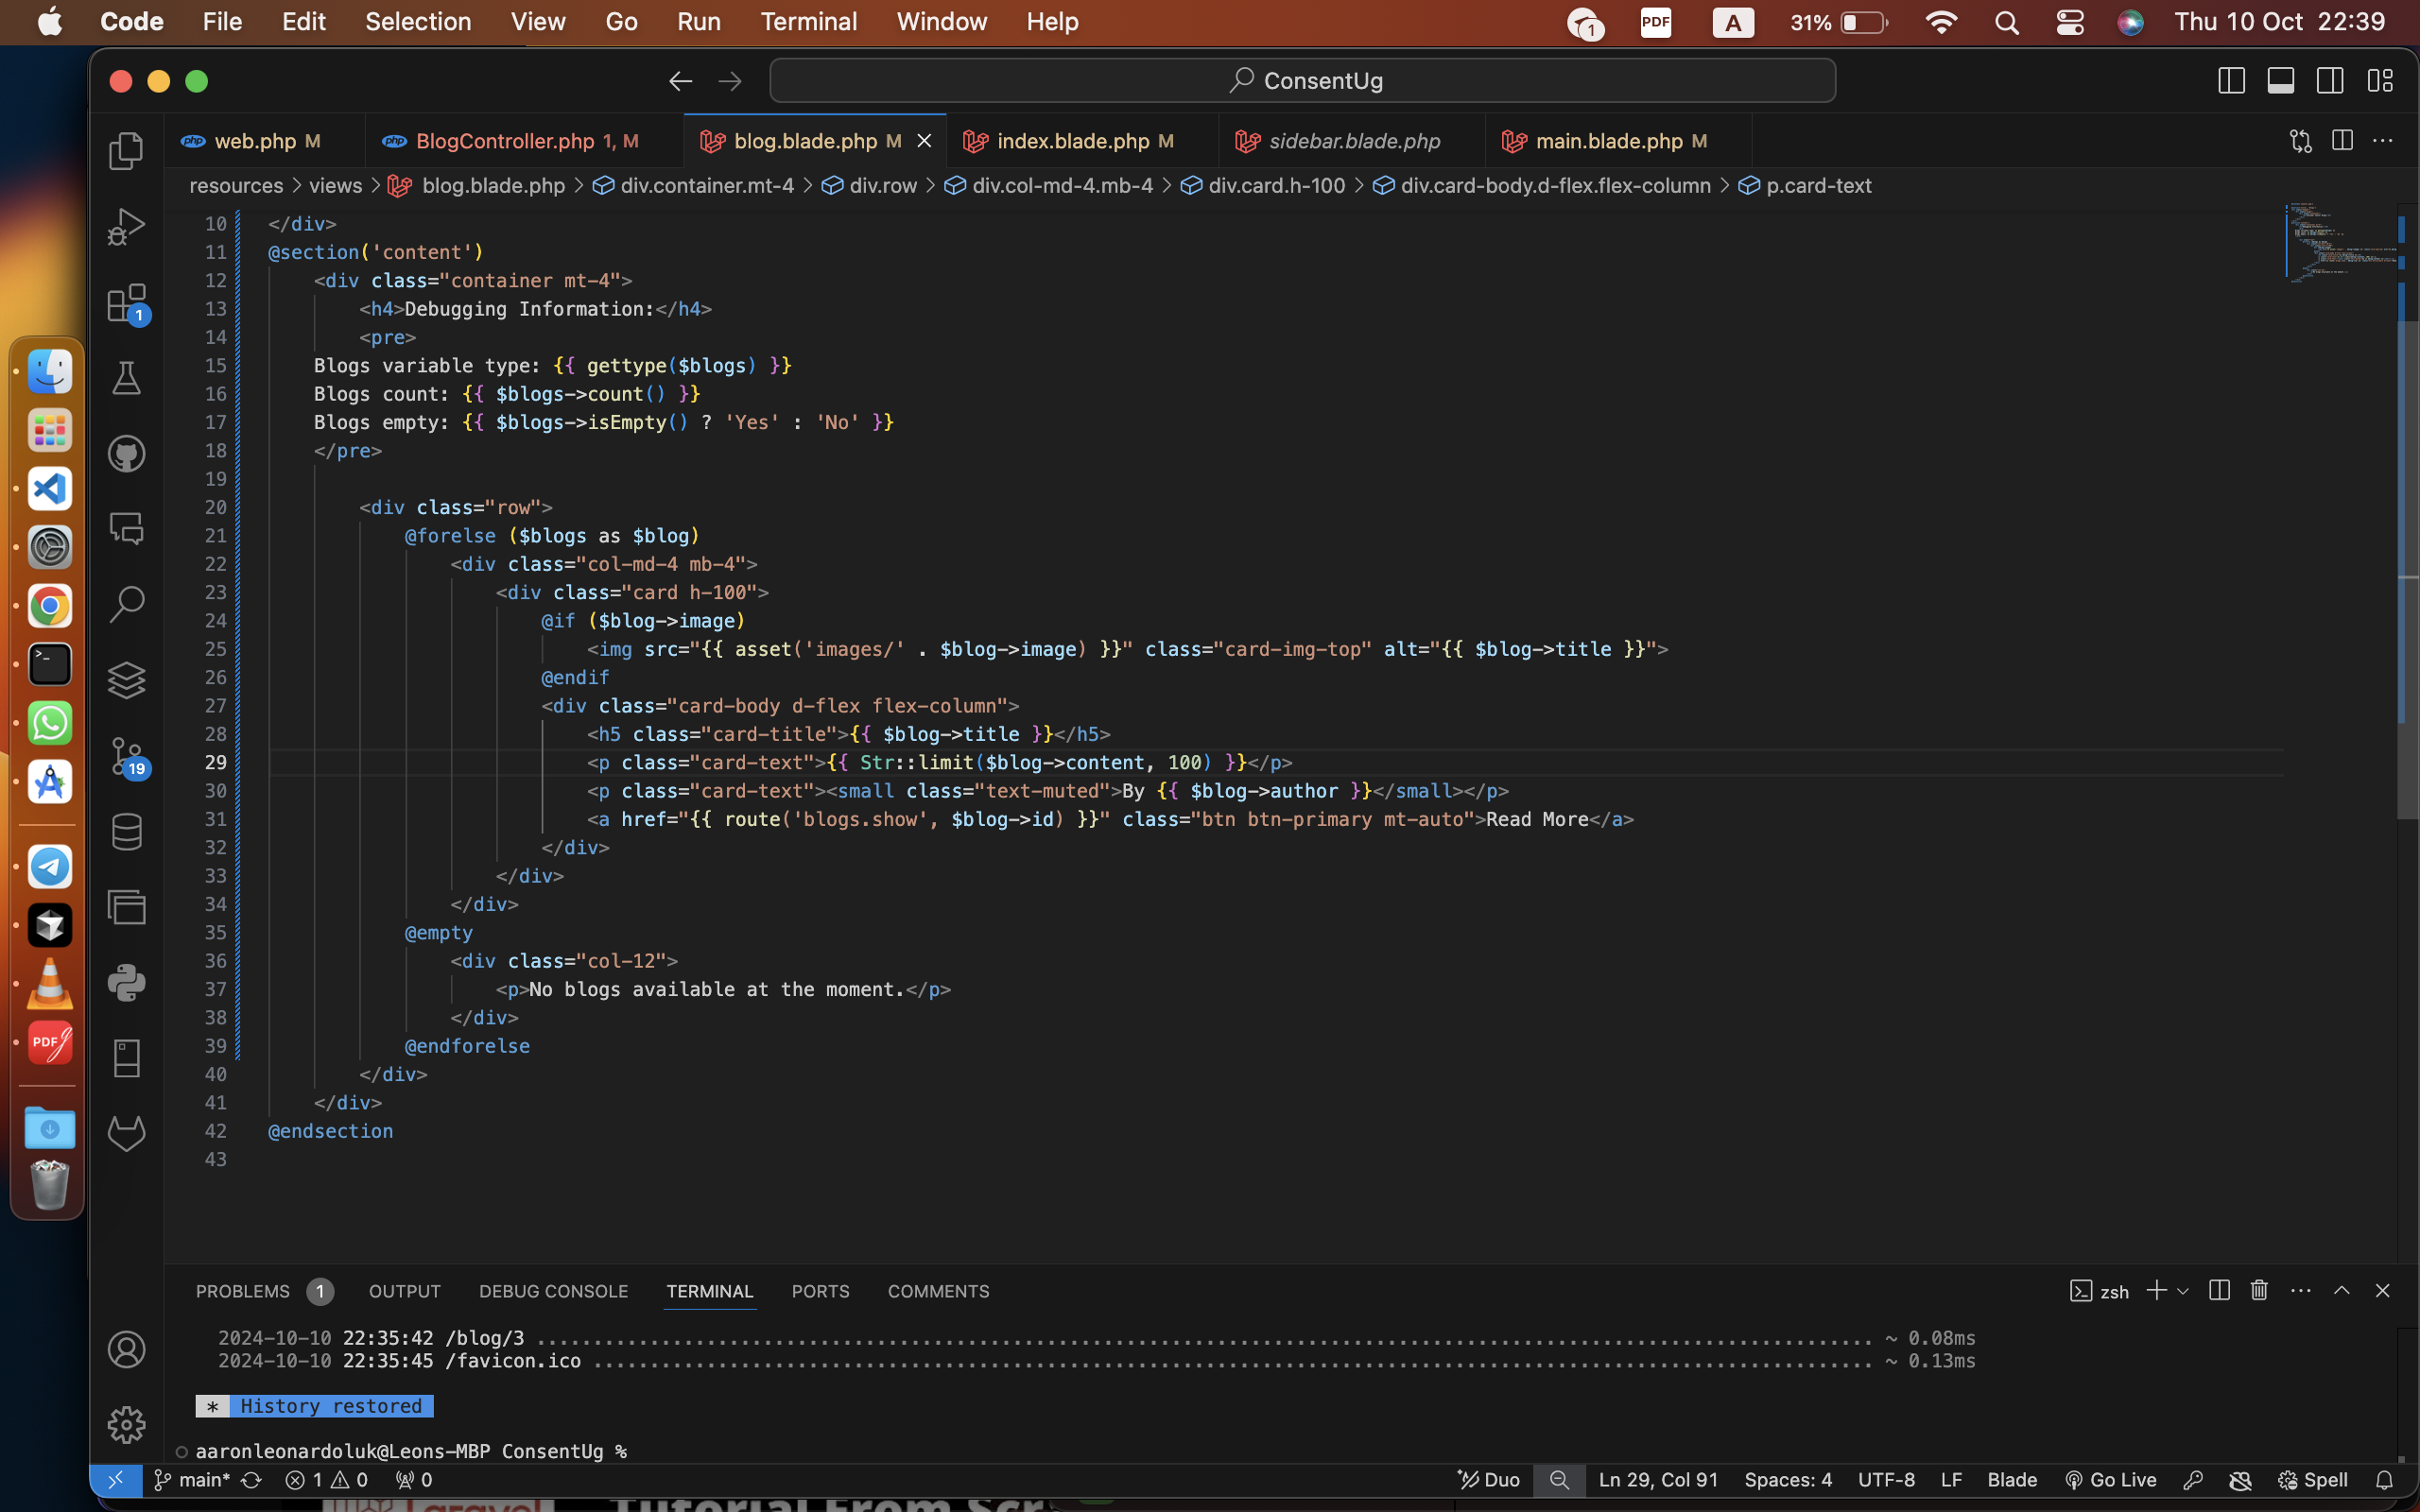 Code File Edit Selection View Go Run Terminal Window Help 1 PDF A 31% Thu 10 Oct 22:39
ConsentUg
web.php M BlogController.php 1, M blog.blade.php M index.blade.php M sidebar.blade.php main.blade.php M
resources > views > blog.blade.php > div.container.mt-4 > div.row > div.col-md-4.mb-4 > div.card.h-100 > div.card-body.d-flex.flex-column > p.card-text
10 </div>
11 @section('content')
12 <div class="container mt-4">
13 <h4>Debugging Information:</h4>
14 <pre>
15 Blogs variable type: {{ gettype($blogs) }}
16 Blogs count: {{ $blogs->count() }}
17 Blogs empty: {{ $blogs->isEmpty() ? 'Yes' : 'No' }}
18 </pre>
19
20 <div class="row">
21 @forelse ($blogs as $blog)
22 <div class="col-md-4 mb-4">
23 <div class="card h-100">
24 @if ($blog->image)
25 <img src="{{ asset('images/' . $blog->image) }}" class="card-img-top" alt="{{ $blog->title }}">
26 @endif
27 <div class="card-body d-flex flex-column">
28 <h5 class="card-title">{{ $blog->title }}</h5>
29 <p class="card-text">{{ Str::limit($blog->content, 100) }}</p>
30 <p class="card-text"><small class="text-muted">By {{ $blog->author }}</small></p>
31 <a href="{{ route('blogs.show', $blog->id) }}" class="btn btn-primary mt-auto">Read More</a>
32 </div>
33 </div>
34 </div>
35 @empty
36 <div class="col-12">
37 <p>No blogs available at the moment.</p>
38 </div>
39 @endforelse
40 </div>
41 </div>
42 @endsection
43
1
19
PDF
PROBLEMS 1 OUTPUT DEBUG CONSOLE TERMINAL PORTS COMMENTS zsh
2024-10-10 22:35:42 /blog/3 ........ ~ 0.08ms
2024-10-10 22:35:45 /favicon.ico ........ ~ 0.13ms
* History restored
aaronleonardoluk@Leons-MBP ConsentUg %
main* 1 0 0 Duo Ln 29, Col 91 Spaces: 4 UTF-8 LF Blade Go Live Spell
Laravel Tutorial From Scr